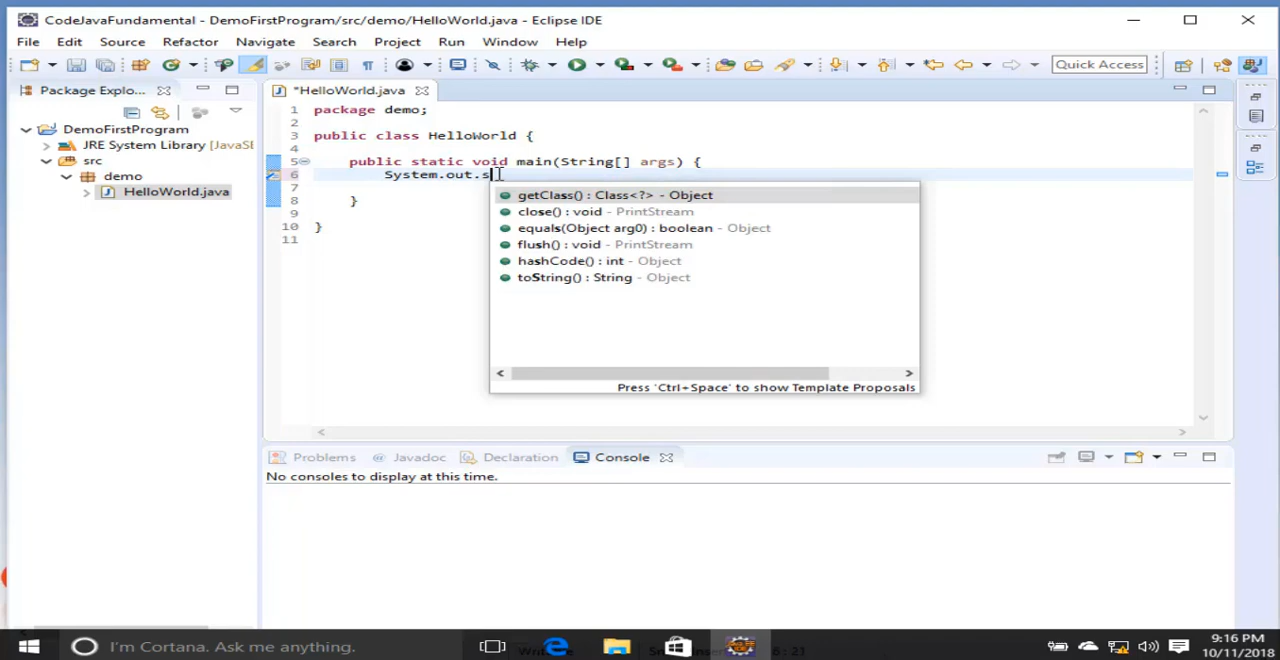 CodeJavaFundamental - DemoFirstProgram/src/demo/HelloWorld.java - Eclipse IDE
File Edit Source Refactor Navigate Search Project Run Window Help
Quick Access
Package Explo...
*HelloWorld.java
DemoFirstProgram
JRE System Library [JavaSE
src
demo
HelloWorld.java
1 package demo;
2
3 public class HelloWorld {
4
5 public static void main(String[] args) {
6 System.out.s
7
8 }
9
10 }
11
getClass() : Class<?> - Object
close() : void - PrintStream
equals(Object arg0) : boolean - Object
flush() : void - PrintStream
hashCode() : int - Object
toString() : String - Object
Press 'Ctrl+Space' to show Template Proposals
Problems @ Javadoc Declaration Console
No consoles to display at this time.
I'm Cortana. Ask me anything.
9:16 PM
10/11/2018